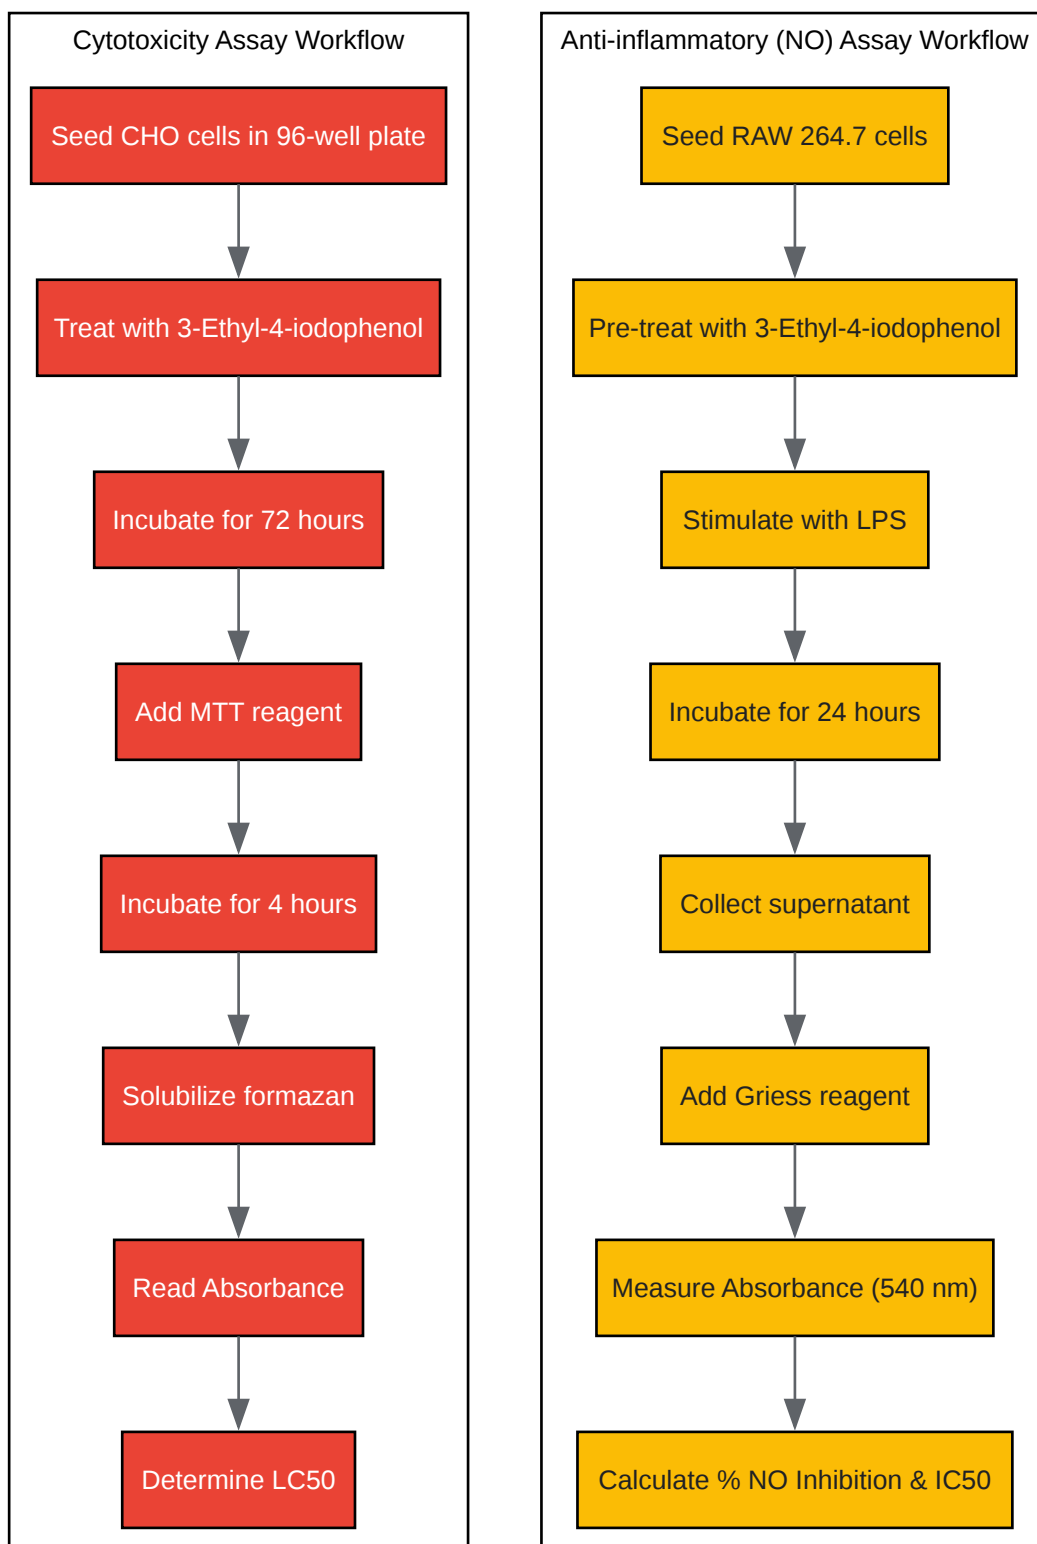 Cytotoxicity Assay Workflow
Seed CHO cells in 96-well plate
Treat with 3-Ethyl-4-iodophenol
Incubate for 72 hours
Add MTT reagent
Incubate for 4 hours
Solubilize formazan
Read Absorbance
Determine LC50
Anti-inflammatory (NO) Assay Workflow
Seed RAW 264.7 cells
Pre-treat with 3-Ethyl-4-iodophenol
Stimulate with LPS
Incubate for 24 hours
Collect supernatant
Add Griess reagent
Measure Absorbance (540 nm)
Calculate % NO Inhibition & IC50